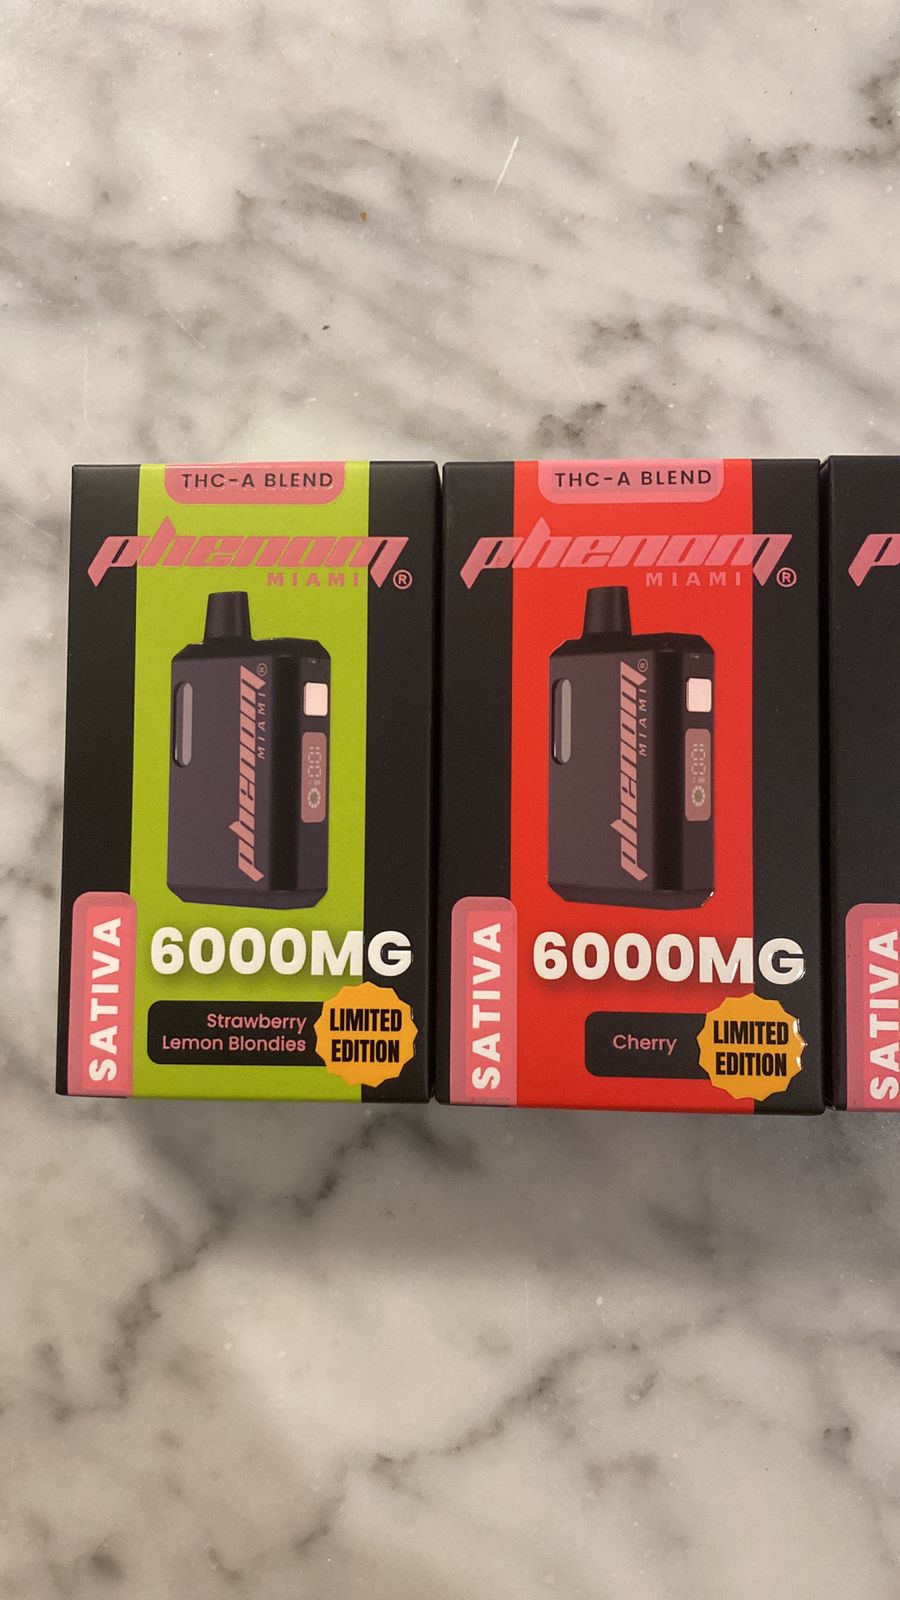 THC-A BLEND
phenom
MIAMI®
phenom®
MIAMI
SATIVA
6000MG
Strawberry
Lemon Blondies
LIMITED
EDITION
THC-A BLEND
phenom
MIAMI®
phenom®
MIAMI
SATIVA
6000MG
Cherry
LIMITED
EDITION
SATIVA